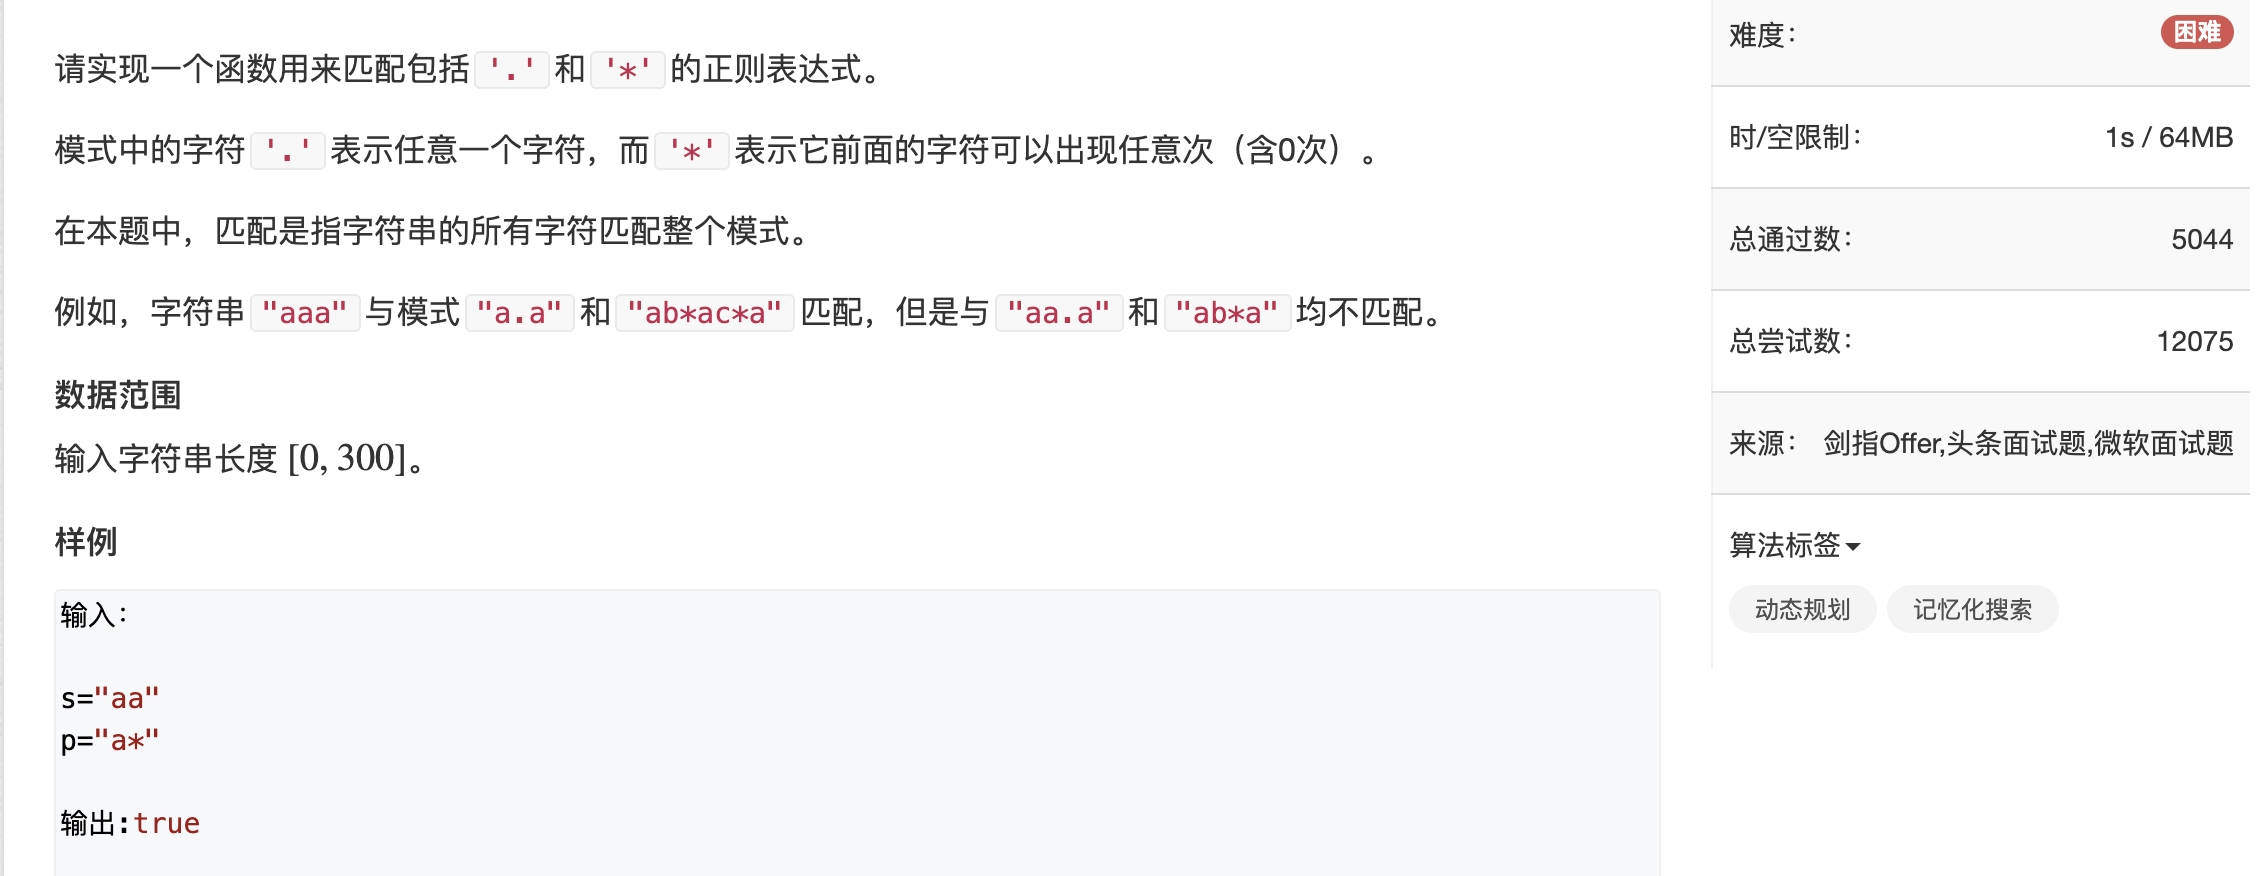 请实现一个函数用来匹配包括'.'和'*'的正则表达式。
模式中的字符'.'表示任意一个字符，而'*'表示它前面的字符可以出现任意次（含0次）。
在本题中，匹配是指字符串的所有字符匹配整个模式。
例如，字符串"aaa"与模式"a.a"和"ab*ac*a"匹配，但是与"aa.a"和"ab*a"均不匹配。
数据范围
输入字符串长度 [0, 300]。
样例
输入：
s="aa"
p="a*"
输出:true
难度： 困难
时/空限制： 1s / 64MB
总通过数： 5044
总尝试数： 12075
来源： 剑指Offer,头条面试题,微软面试题
算法标签
动态规划 记忆化搜索